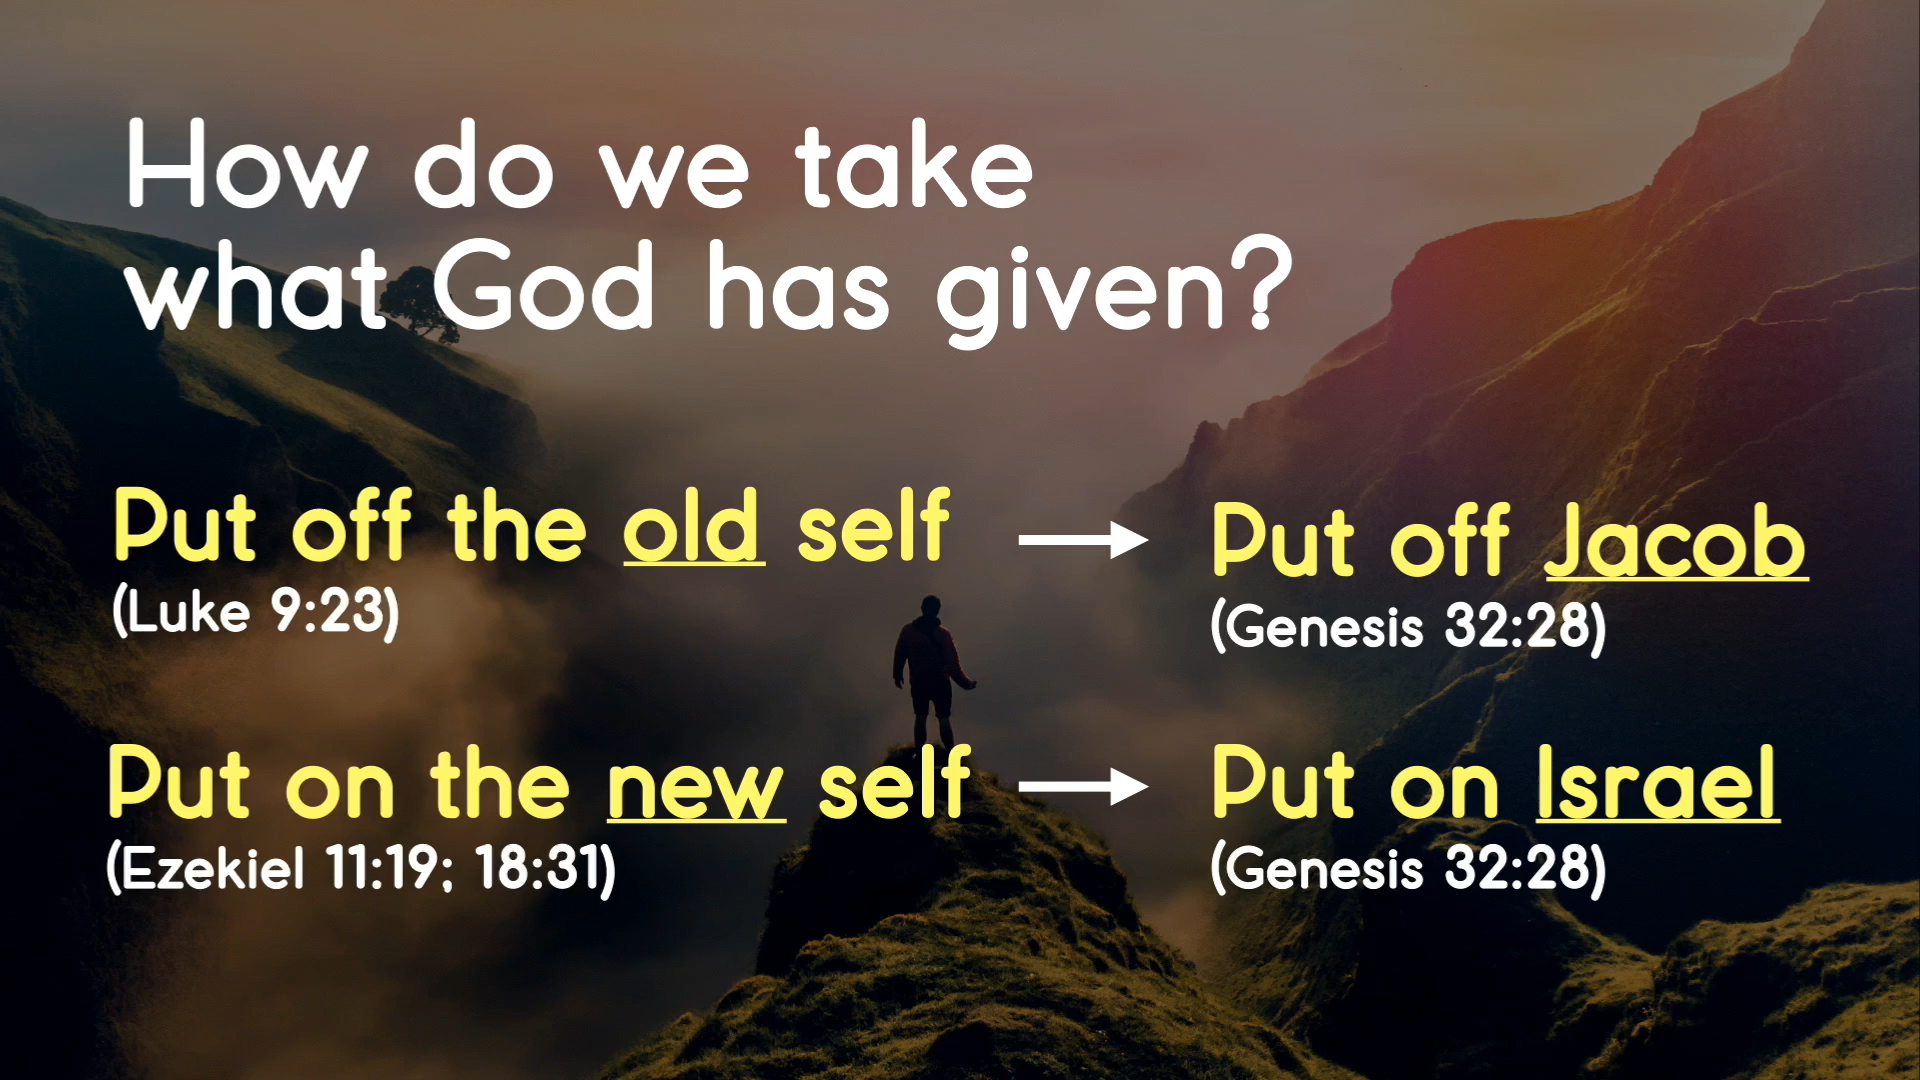 How do we take
what God has given?
Put off the old self
(Luke 9:23)
Put off Jacob
(Genesis 32:28)
Put on the new self
(Ezekiel 11:19; 18:31)
Put on Israel
(Genesis 32:28)